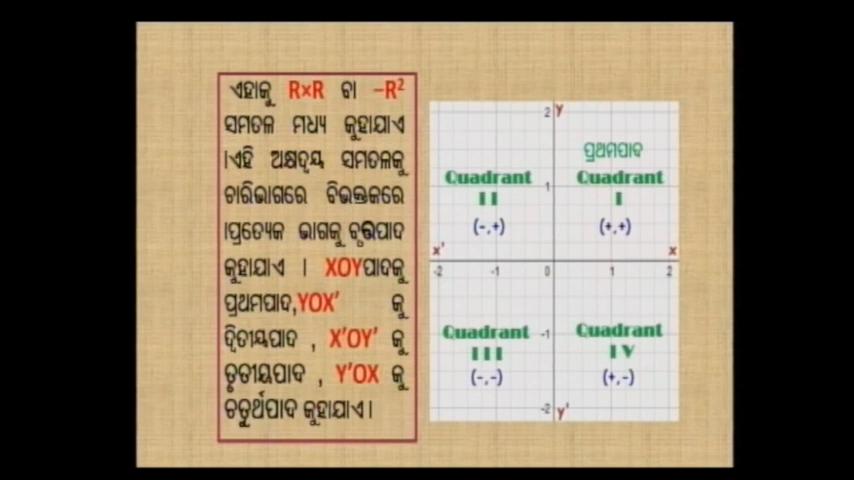 ଏହାକୁ R×R ବା –R²
ସମତଳ ମଧ୍ୟ କୁହାଯାଏ
।ଏହି ଅକ୍ଷଦ୍ୱୟ ସମତଳକୁ
ଚାରିଭାଗରେ ବିଭକ୍ତକରେ
।ପ୍ରତ୍ୟେକ ଭାଗକୁ ବୃତ୍ତପାଦ
କୁହାଯାଏ । XOYପାଦକୁ
ପ୍ରଥମପାଦ,YOX' କୁ
ଦ୍ୱିତୀୟପାଦ , X'OY' କୁ
ତୃତୀୟପାଦ , Y'OX କୁ
ଚତୁର୍ଥପାଦ କୁହାଯାଏ ।
2 y
ପ୍ରଥମପାଦ
Quadrant
II
(-,+)
1
Quadrant
I
(+,+)
x' x
-2 -1 0 1 2
Quadrant
III
(-,-)
-1
Quadrant
IV
(+,-)
-2 y'